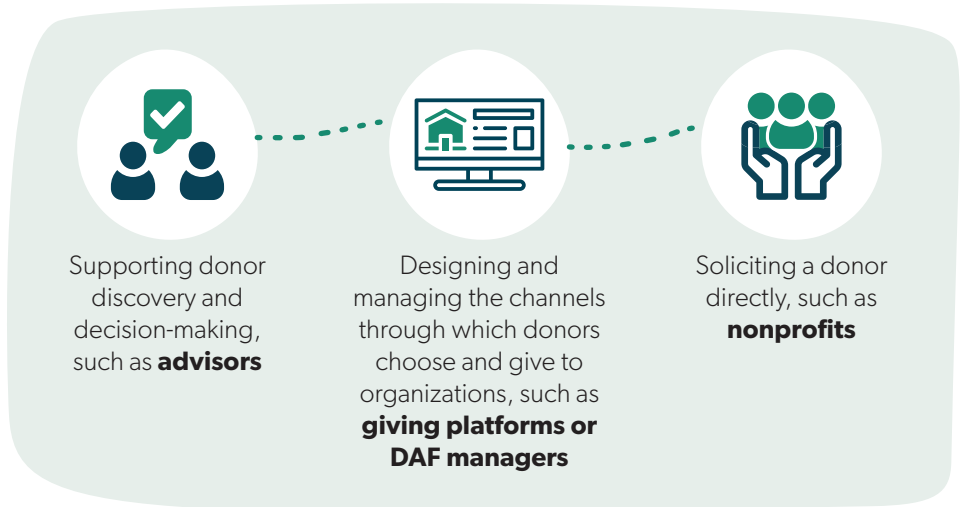 Supporting donor
discovery and
decision-making,
such as advisors
Designing and
managing the channels
through which donors
choose and give to
organizations, such as
giving platforms or
DAF managers
Soliciting a donor
directly, such as
nonprofits